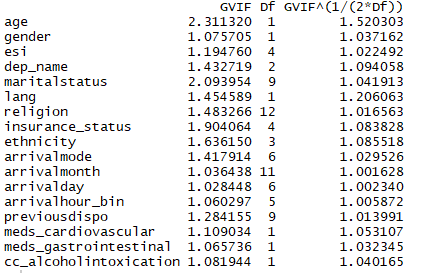 GVIF Df GVIF^(1/(2*Df))
age 2.311320 1 1.520303
gender 1.075705 1 1.037162
esi 1.194760 4 1.022492
dep_name 1.432719 2 1.094058
maritalstatus 2.093954 9 1.041913
lang 1.454589 1 1.206063
religion 1.483266 12 1.016563
insurance_status 1.904064 4 1.083828
ethnicity 1.636150 3 1.085518
arrivalmode 1.417914 6 1.029526
arrivalmonth 1.036438 11 1.001628
arrivalday 1.028448 6 1.002340
arrivalhour_bin 1.060297 5 1.005872
previousdispo 1.284155 9 1.013991
meds_cardiovascular 1.109034 1 1.053107
meds_gastrointestinal 1.065736 1 1.032345
cc_alcoholintoxication 1.081944 1 1.040165